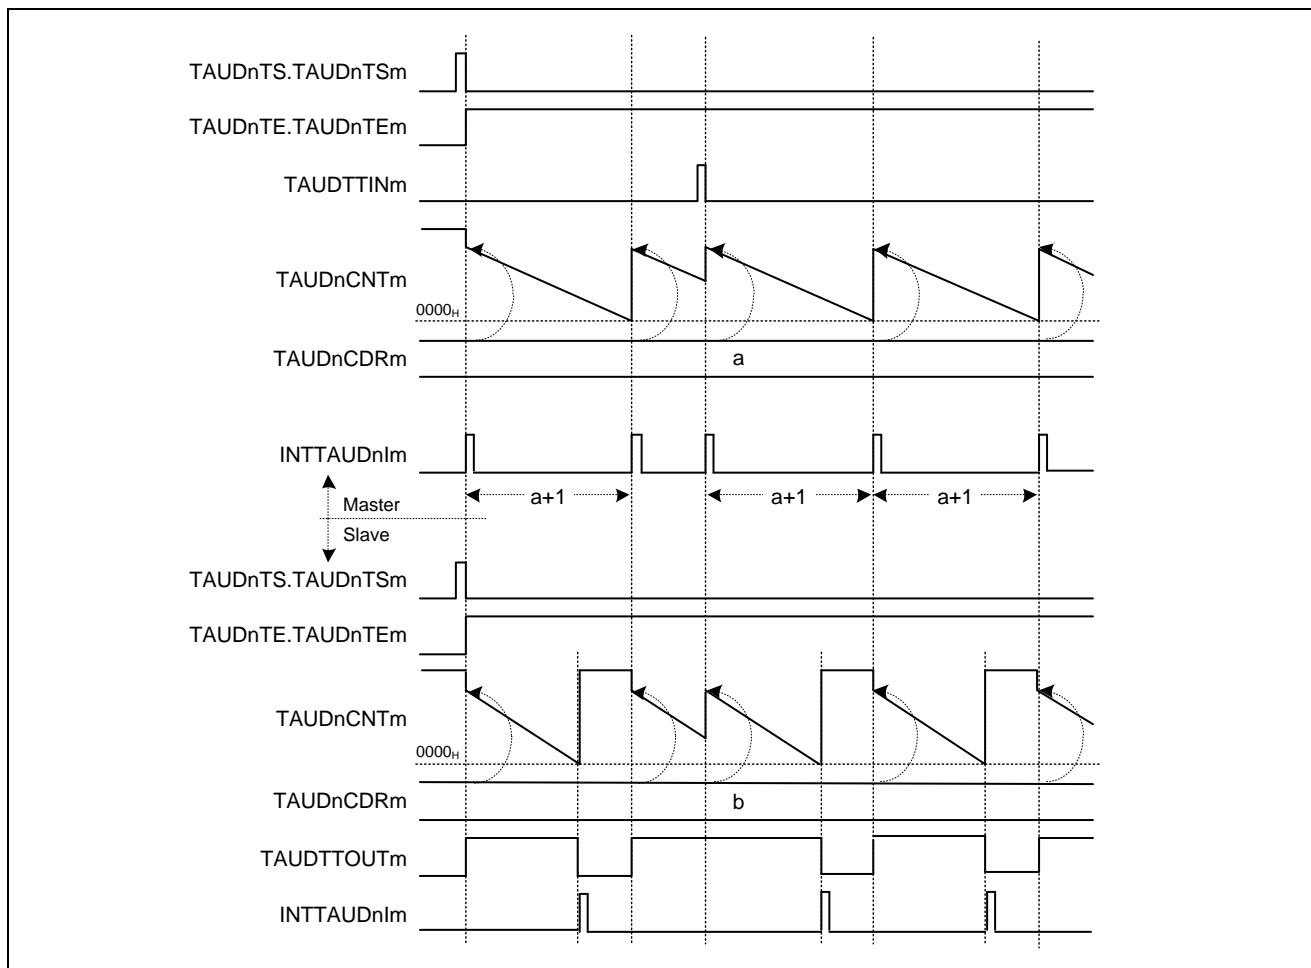 TAUDnTS.TAUDnTSm
TAUDnTE.TAUDnTEm
TAUDTTINm
TAUDnCNTm
0000H
TAUDnCDRm
a
INTTAUDnIm
a+1
a+1
a+1
Master
Slave
TAUDnTS.TAUDnTSm
TAUDnTE.TAUDnTEm
TAUDnCNTm
0000H
TAUDnCDRm
b
TAUDTTOUTm
INTTAUDnIm